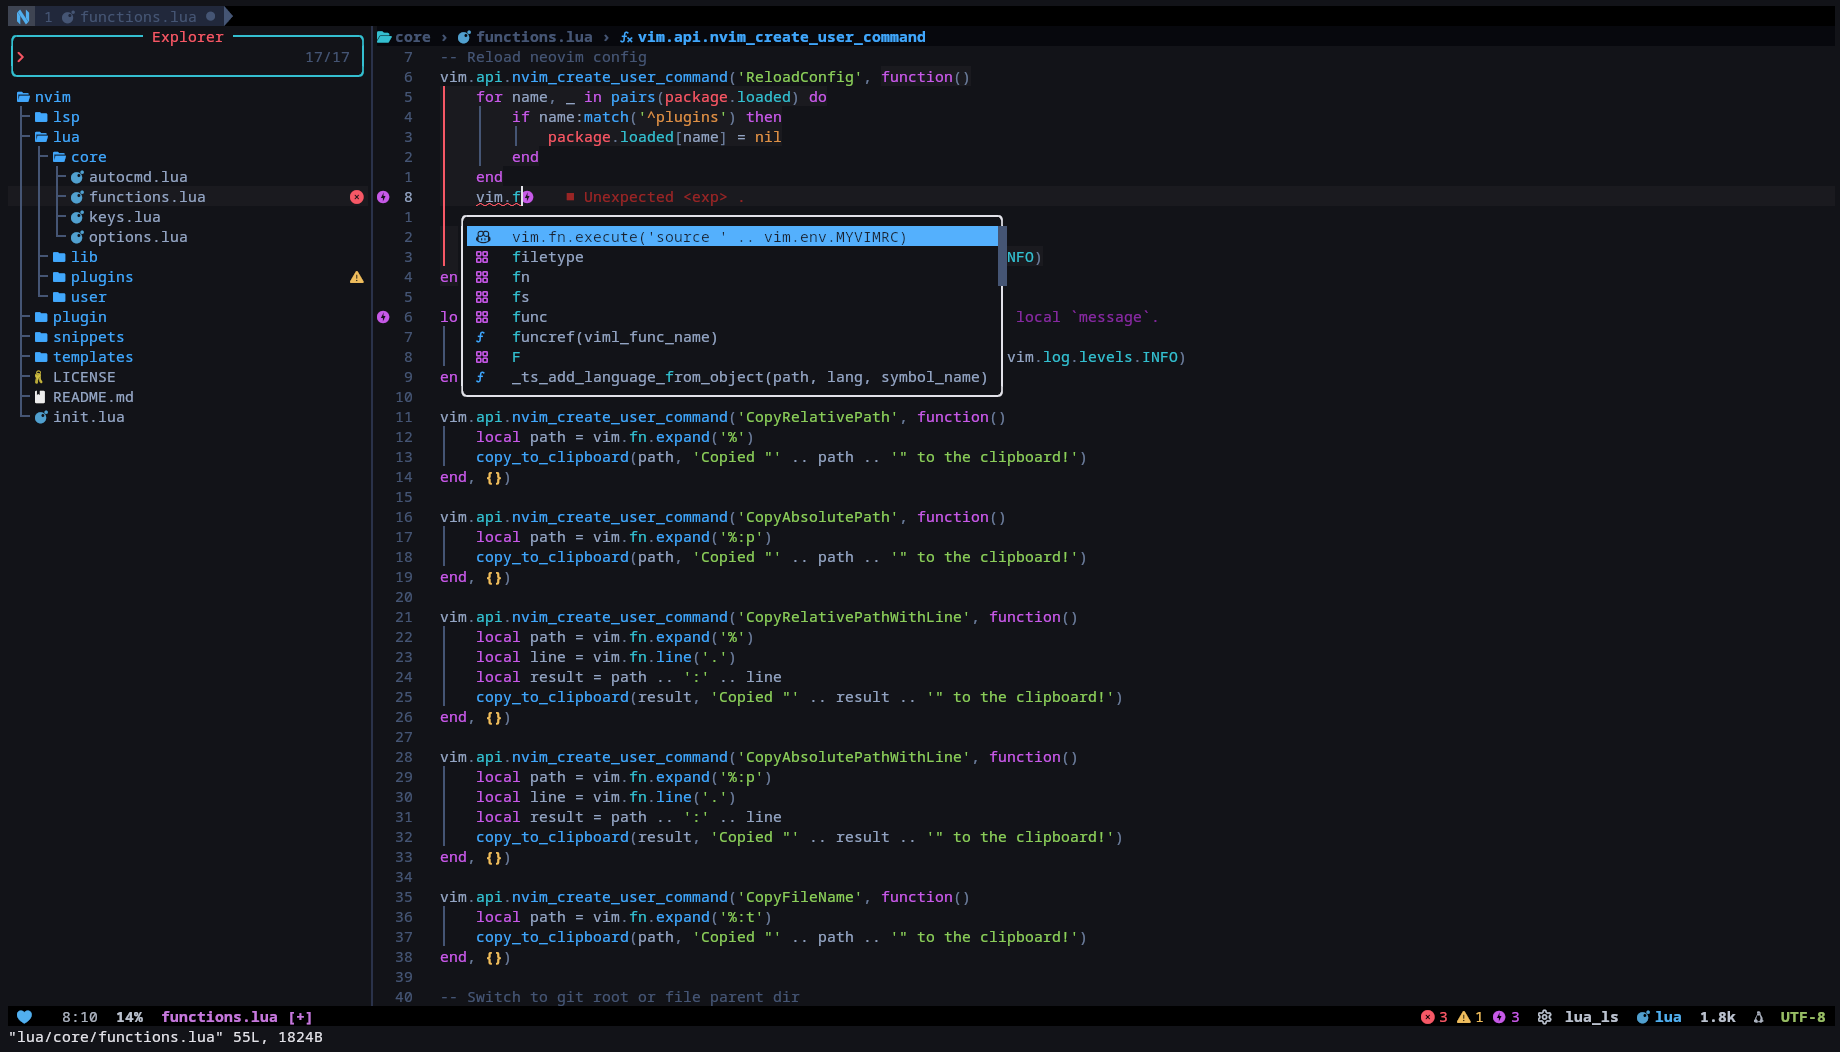 1 functions.lua
Explorer
17/17
nvim
lsp
lua
core
autocmd.lua
functions.lua
keys.lua
options.lua
lib
plugins
user
plugin
snippets
templates
LICENSE
README.md
init.lua
core › functions.lua › vim.api.nvim_create_user_command
7 -- Reload neovim config
6 vim.api.nvim_create_user_command('ReloadConfig', function()
5 for name, _ in pairs(package.loaded) do
4 if name:match('^plugins') then
3 package.loaded[name] = nil
2 end
1 end
8 vim.f ■ Unexpected <exp> .
1
2
3 NFO)
4 en
5
6 lo local `message`.
7
8 vim.log.levels.INFO)
9 en
vim.fn.execute('source ' .. vim.env.MYVIMRC)
filetype
fn
fs
func
funcref(viml_func_name)
F
_ts_add_language_from_object(path, lang, symbol_name)
10
11 vim.api.nvim_create_user_command('CopyRelativePath', function()
12 local path = vim.fn.expand('%')
13 copy_to_clipboard(path, 'Copied "' .. path .. '" to the clipboard!')
14 end, {})
15
16 vim.api.nvim_create_user_command('CopyAbsolutePath', function()
17 local path = vim.fn.expand('%:p')
18 copy_to_clipboard(path, 'Copied "' .. path .. '" to the clipboard!')
19 end, {})
20
21 vim.api.nvim_create_user_command('CopyRelativePathWithLine', function()
22 local path = vim.fn.expand('%')
23 local line = vim.fn.line('.')
24 local result = path .. ':' .. line
25 copy_to_clipboard(result, 'Copied "' .. result .. '" to the clipboard!')
26 end, {})
27
28 vim.api.nvim_create_user_command('CopyAbsolutePathWithLine', function()
29 local path = vim.fn.expand('%:p')
30 local line = vim.fn.line('.')
31 local result = path .. ':' .. line
32 copy_to_clipboard(result, 'Copied "' .. result .. '" to the clipboard!')
33 end, {})
34
35 vim.api.nvim_create_user_command('CopyFileName', function()
36 local path = vim.fn.expand('%:t')
37 copy_to_clipboard(path, 'Copied "' .. path .. '" to the clipboard!')
38 end, {})
39
40 -- Switch to git root or file parent dir
8:10 14% functions.lua [+] 3 1 3 lua_ls lua 1.8k UTF-8
"lua/core/functions.lua" 55L, 1824B